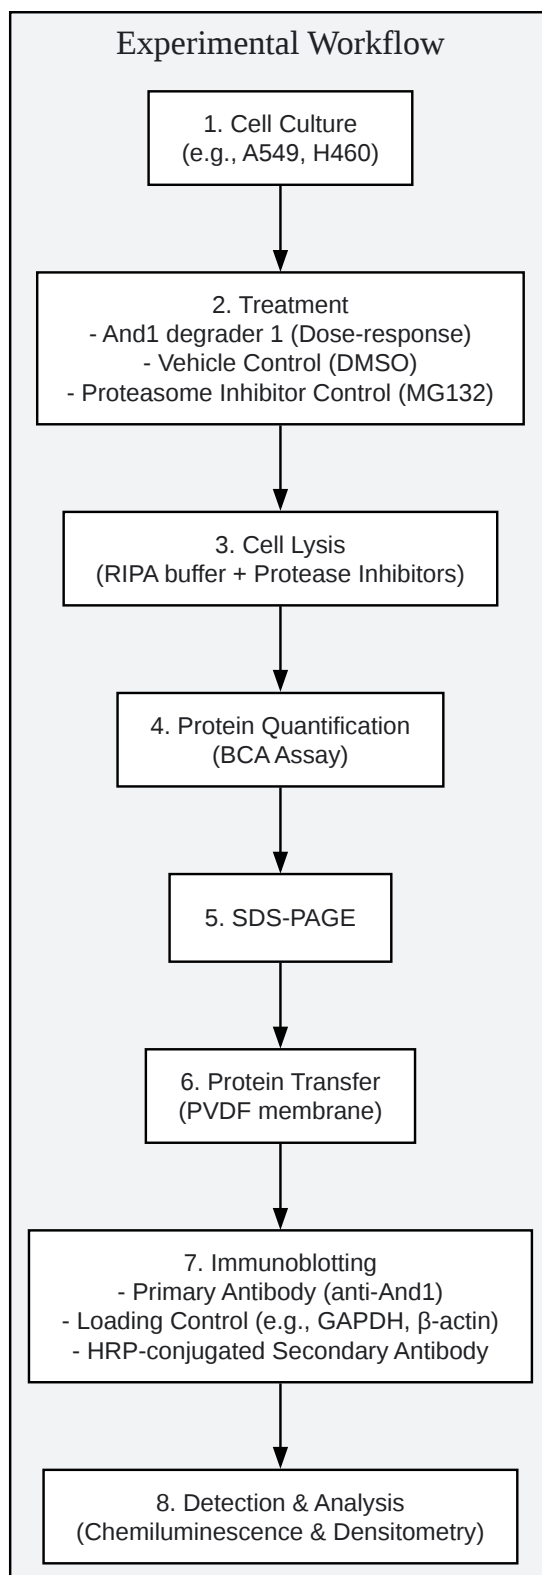 Experimental Workflow
1. Cell Culture
(e.g., A549, H460)
2. Treatment
- And1 degrader 1 (Dose-response)
- Vehicle Control (DMSO)
- Proteasome Inhibitor Control (MG132)
3. Cell Lysis
(RIPA buffer + Protease Inhibitors)
4. Protein Quantification
(BCA Assay)
5. SDS-PAGE
6. Protein Transfer
(PVDF membrane)
7. Immunoblotting
- Primary Antibody (anti-And1)
- Loading Control (e.g., GAPDH, β-actin)
- HRP-conjugated Secondary Antibody
8. Detection & Analysis
(Chemiluminescence & Densitometry)